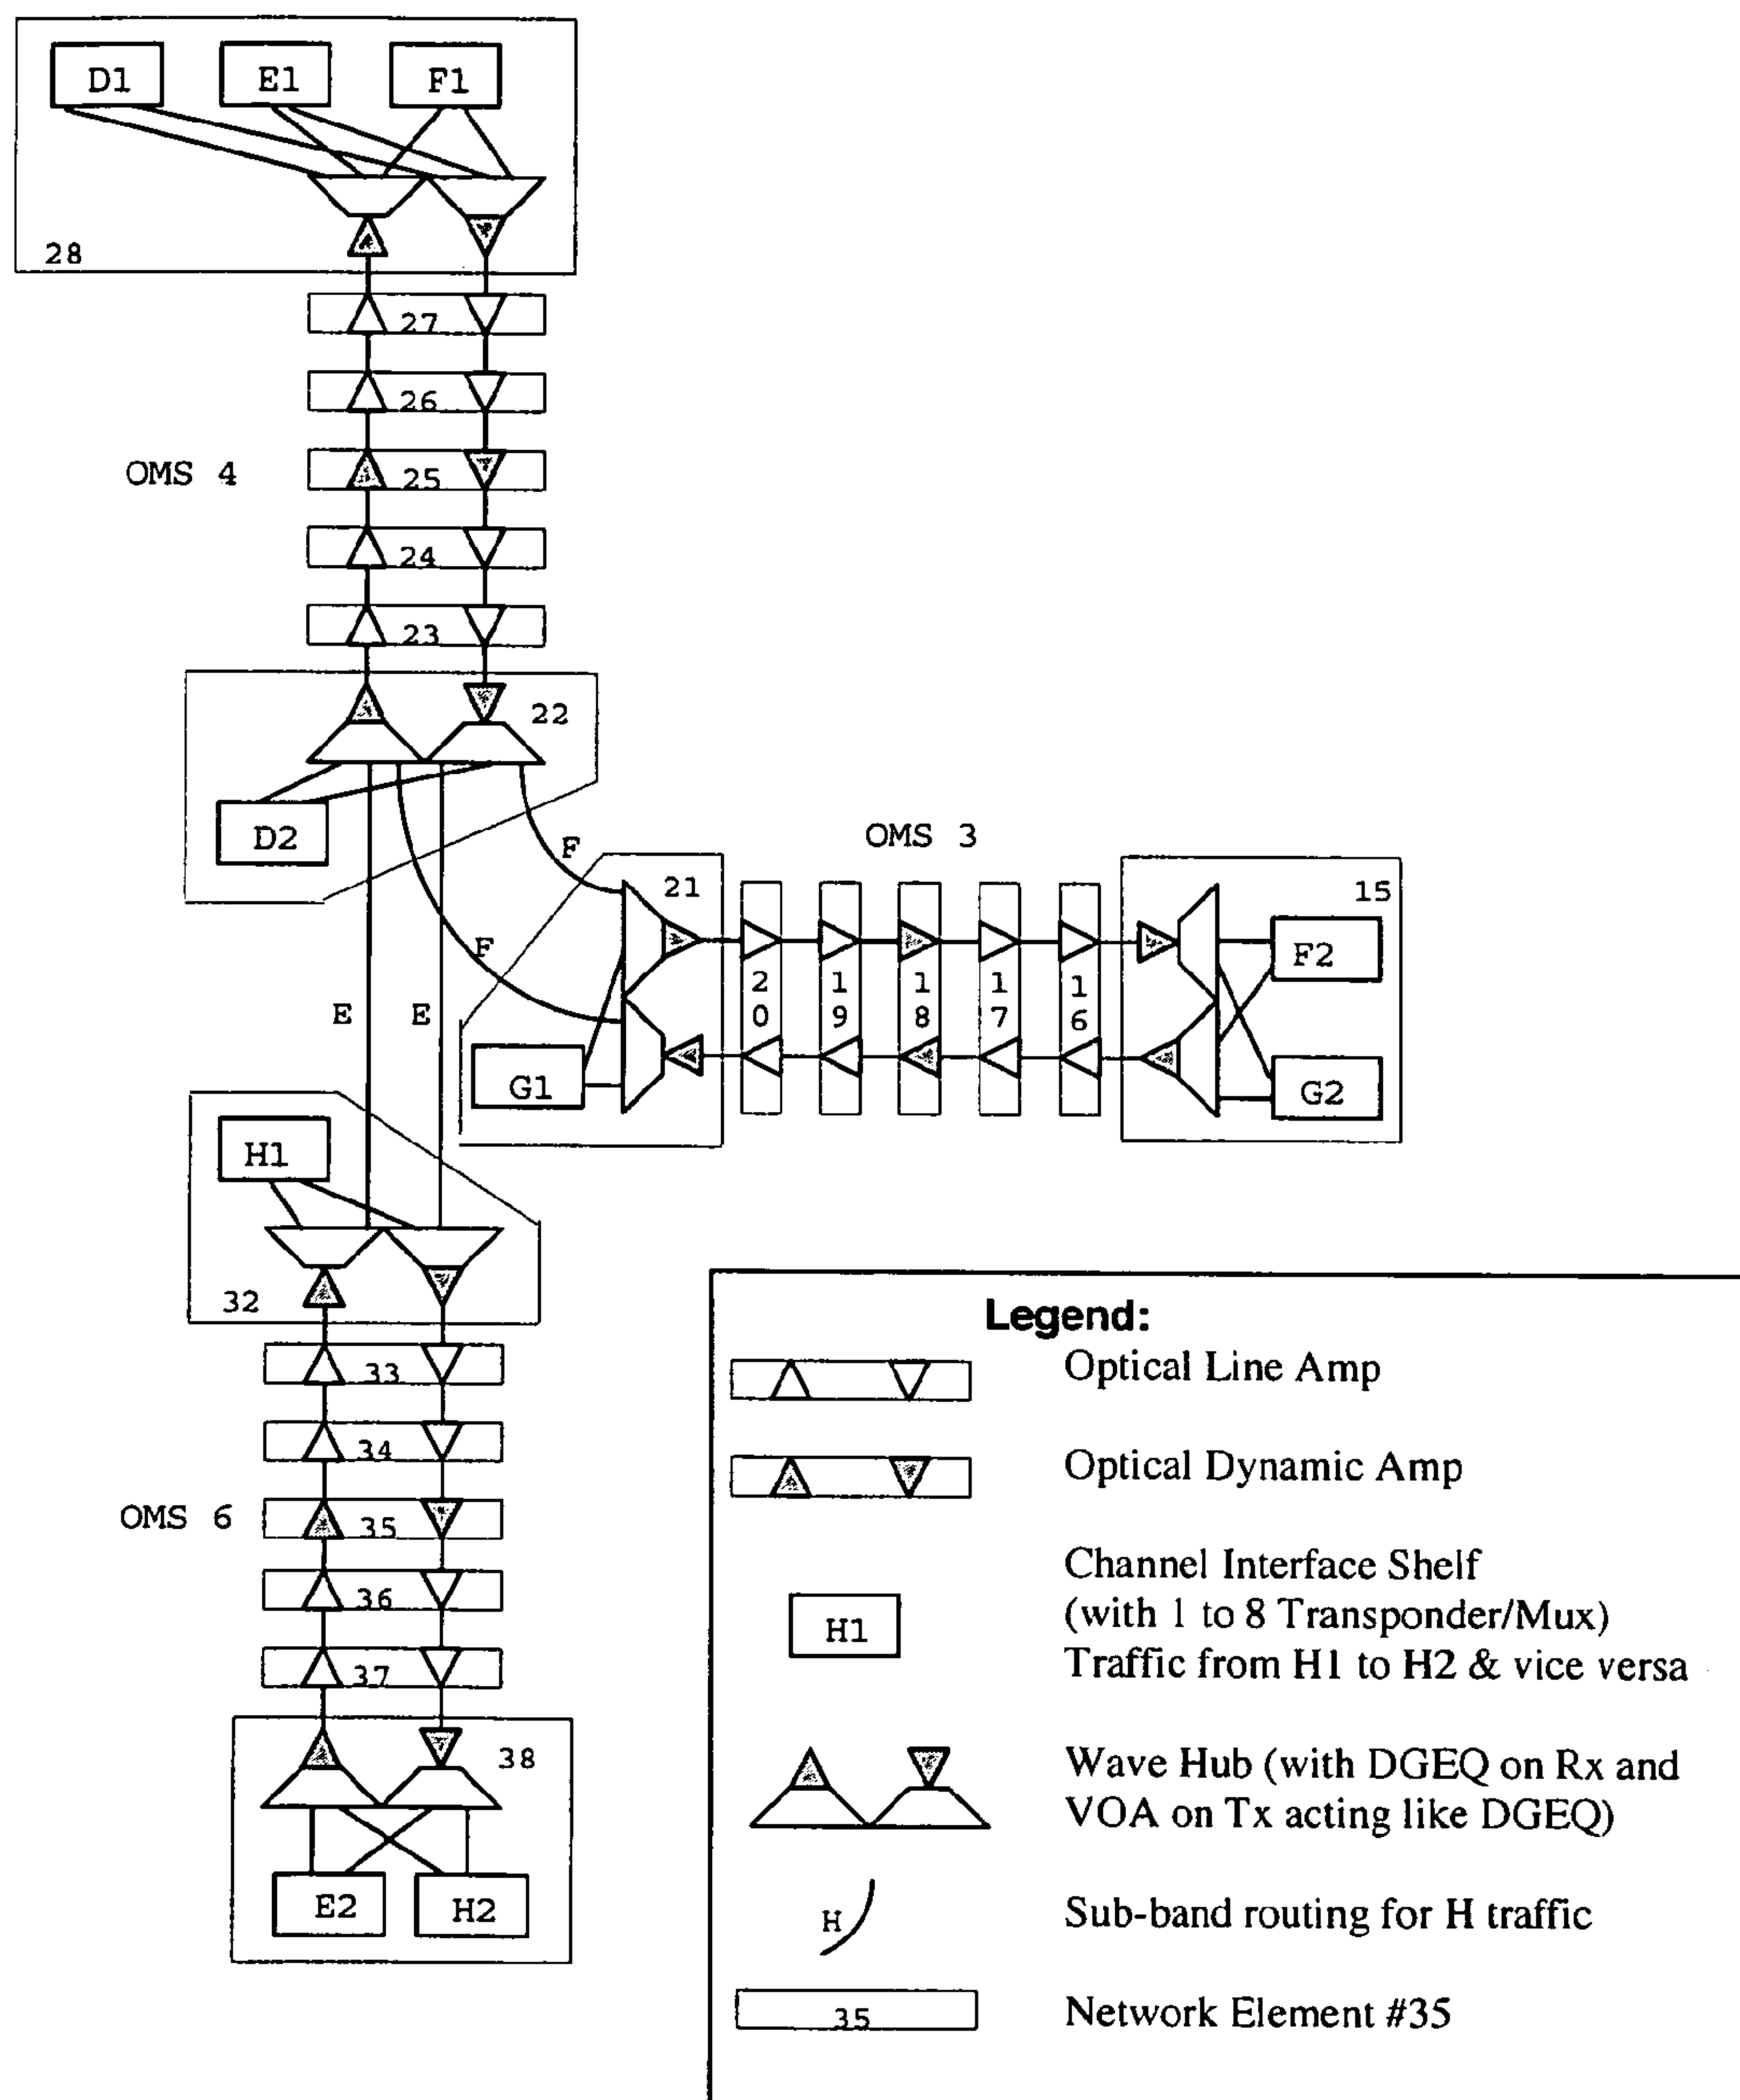 D1 E1 F1
28
27
26
OMS 4 25
24
23
22
D2
OMS 3
F
21 15
F F2
20 19 18 17 16
E E
G1 G2
H1
32
33
34
OMS 6 35
36
37
38
E2 H2
Legend:
Optical Line Amp
Optical Dynamic Amp
Channel Interface Shelf
(with 1 to 8 Transponder/Mux)
H1
Traffic from H1 to H2 & vice versa
Wave Hub (with DGEQ on Rx and
VOA on Tx acting like DGEQ)
H Sub-band routing for H traffic
35 Network Element #35